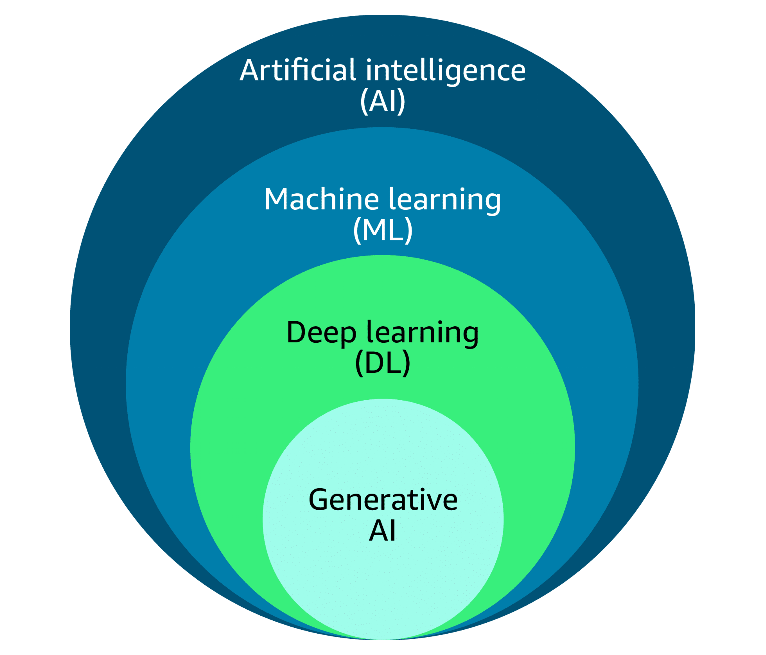 Artificial intelligence
(AI)
Machine learning
(ML)
Deep learning
(DL)
Generative
AI